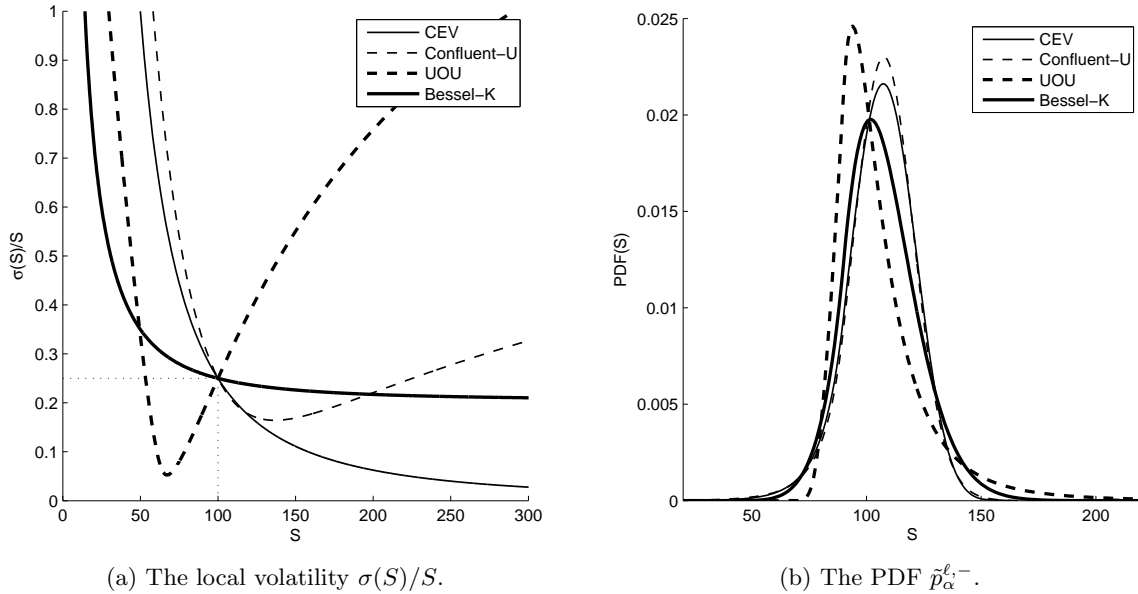 1
0.9
0.8
0.7
0.6
0.5
0.4
0.3
0.2
0.1
0
σ(S)/S
0 50 100 150 200 250 300
S
CEV
Confluent−U
UOU
Bessel−K
(a) The local volatility σ(S)/S.
0.025
0.02
0.015
0.01
0.005
0
PDF(S)
50 100 150 200
S
CEV
Confluent−U
UOU
Bessel−K
(b) The PDF p̃_α^{ℓ,−}.